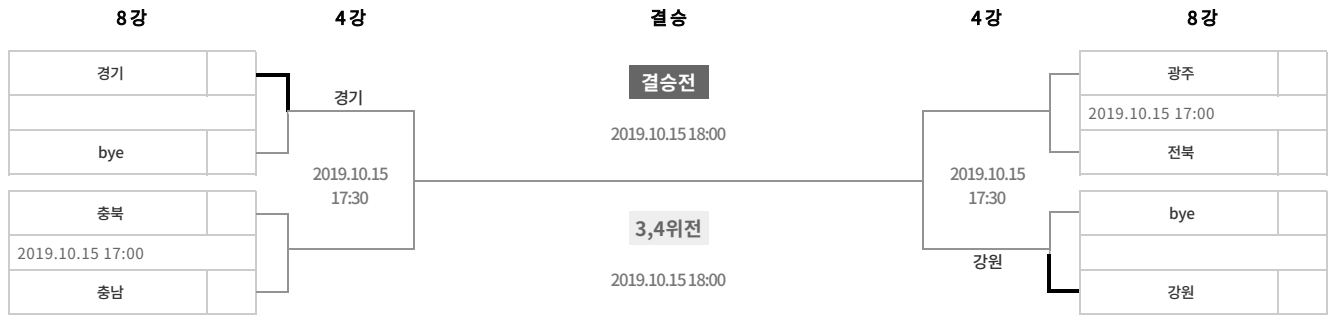 8강 4강 결승 4강 8강
경기
bye
충북
2019.10.15 17:00
충남
경기
2019.10.15
17:30
결승전
2019.10.15 18:00
3,4위전
2019.10.15 18:00
2019.10.15
17:30
강원
광주
2019.10.15 17:00
전북
bye
강원